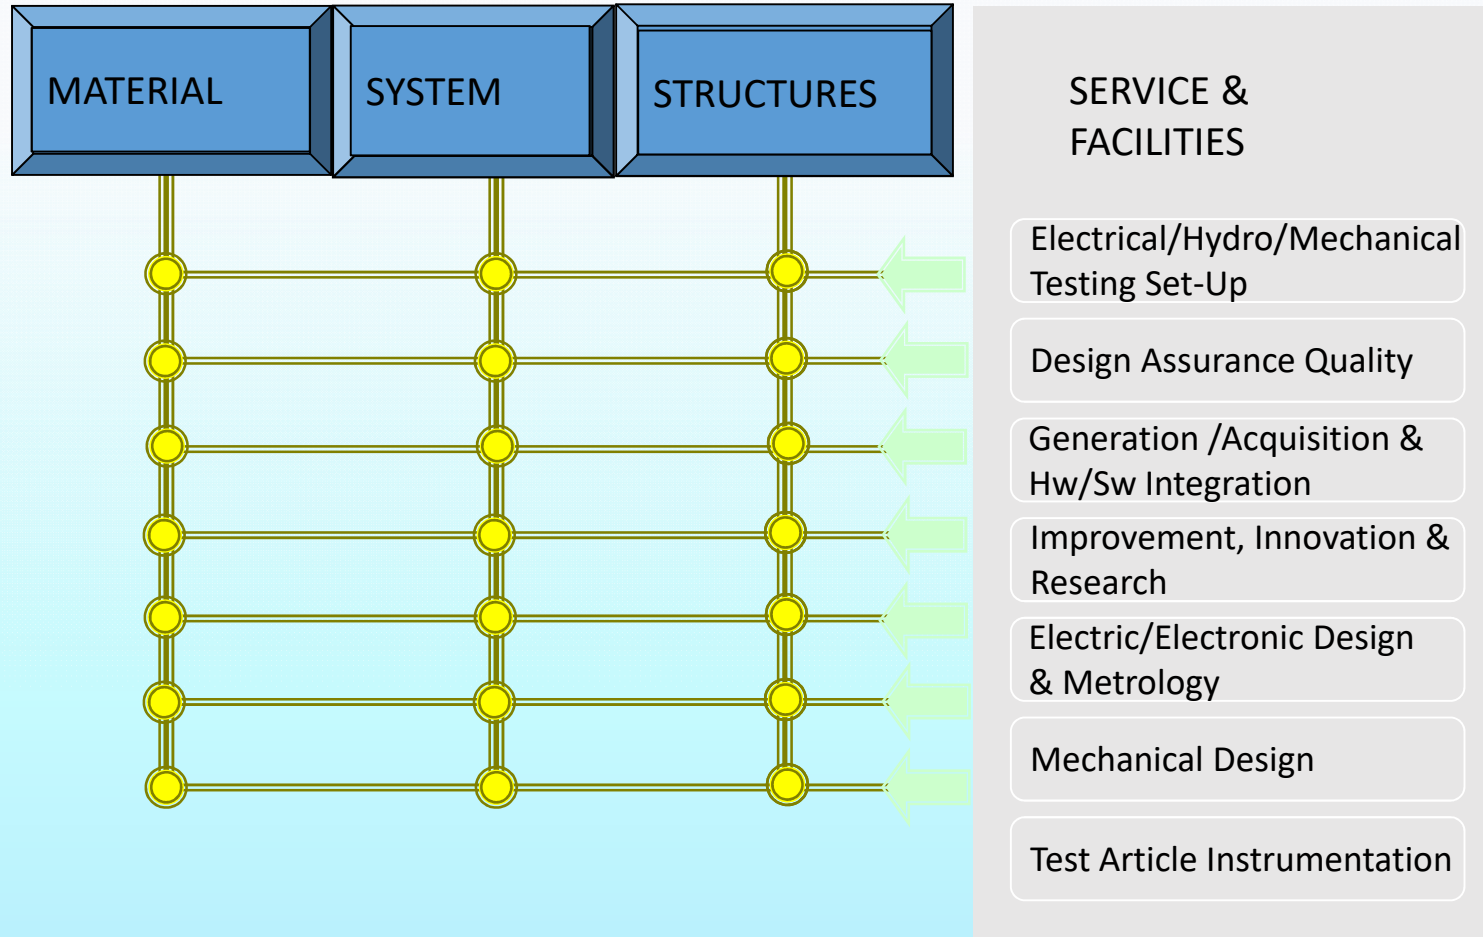 MATERIAL
SYSTEM
STRUCTURES
SERVICE &
FACILITIES
Electrical/Hydro/Mechanical
Testing Set-Up
Design Assurance Quality
Generation /Acquisition &
Hw/Sw Integration
Improvement, Innovation &
Research
Electric/Electronic Design
& Metrology
Mechanical Design
Test Article Instrumentation